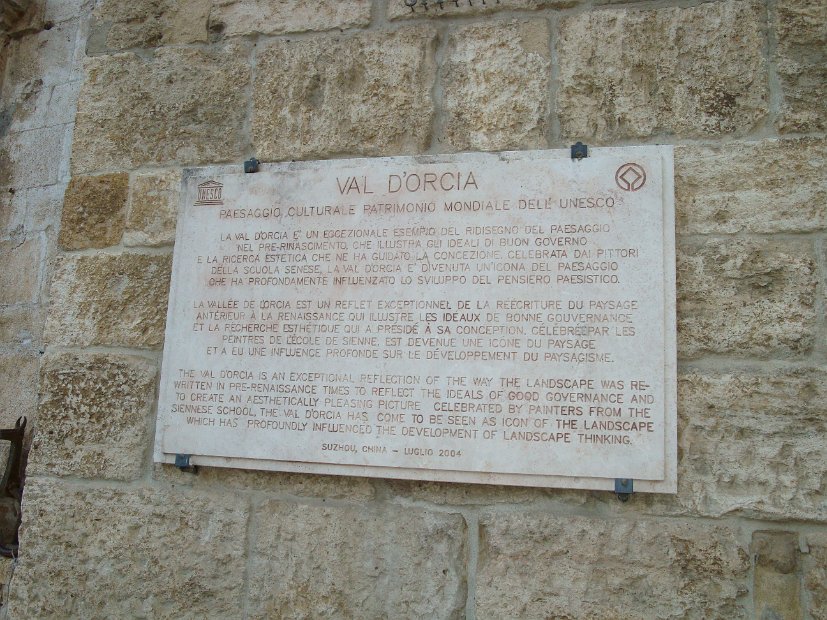 UNESCO
VAL D'ORCIA
PAESAGGIO CULTURALE PATRIMONIO MONDIALE DELL'UNESCO
LA VAL D'ORCIA E' UN ECCEZIONALE ESEMPIO DEL RIDISEGNO DEL PAESAGGIO
NEL PRE-RINASCIMENTO, CHE ILLUSTRA GLI IDEALI DI BUON GOVERNO
E LA RICERCA ESTETICA CHE NE HA GUIDATO LA CONCEZIONE. CELEBRATA DAI PITTORI
DELLA SCUOLA SENESE, LA VAL D'ORCIA E' DIVENUTA UN'ICONA DEL PAESAGGIO
CHE HA PROFONDAMENTE INFLUENZATO LO SVILUPPO DEL PENSIERO PAESISTICO.
LA VALLÉE DE L'ORCIA EST UN REFLET EXCEPTIONNEL DE LA RÉÉCRITURE DU PAYSAGE
ANTÉRIEUR À LA RENAISSANCE QUI ILLUSTRE LES IDEAUX DE BONNE GOUVERNANCE
ET LA RECHERCHE ESTHÉTIQUE QUI A PRÉSIDÉ À SA CONCEPTION. CÉLÉBRÉEPAR LES
PEINTRES DE L'ÉCOLE DE SIENNE, EST DEVENUE UNE ICONE DU PAYSAGE
ET A EU UNE INFLUENCE PROFONDE SUR LE DÉVELOPPEMENT DU PAYSAGISME.
THE VAL D'ORCIA IS AN EXCEPTIONAL REFLECTION OF THE WAY THE LANDSCAPE WAS RE-
WRITTEN IN PRE-RENAISSANCE TIMES TO REFLECT THE IDEALS OF GOOD GOVERNANCE AND
TO CREATE AN AESTHETICALLY PLEASING PICTURE. CELEBRATED BY PAINTERS FROM THE
SIENNESE SCHOOL, THE VAL D'ORCIA HAS COME TO BE SEEN AS ICON OF THE LANDSCAPE
WHICH HAS PROFOUNDLY INFLUENCED THE DEVELOPMENT OF LANDSCAPE THINKING.
SUZHOU, CHINA – LUGLIO 2004